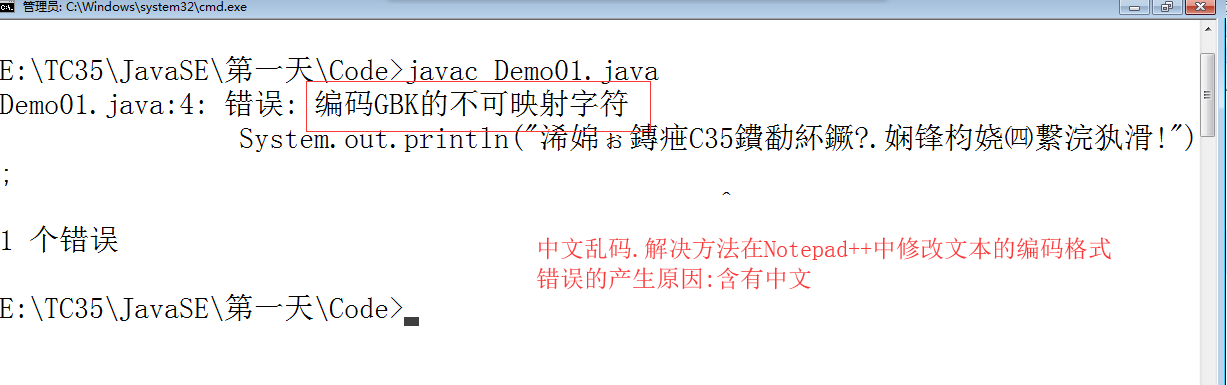 管理员: C:\Windows\system32\cmd.exe
E:\TC35\JavaSE\第一天\Code>javac Demo01.java
Demo01.java:4: 错误: 编码GBK的不可映射字符
System.out.println("浠婂ぉ鏄疶C35鐨勫紑鐝?.娴锋枃娆㈣繋浣犱滑!")
;
^
1 个错误
中文乱码.解决方法在Notepad++中修改文本的编码格式
错误的产生原因:含有中文
E:\TC35\JavaSE\第一天\Code>